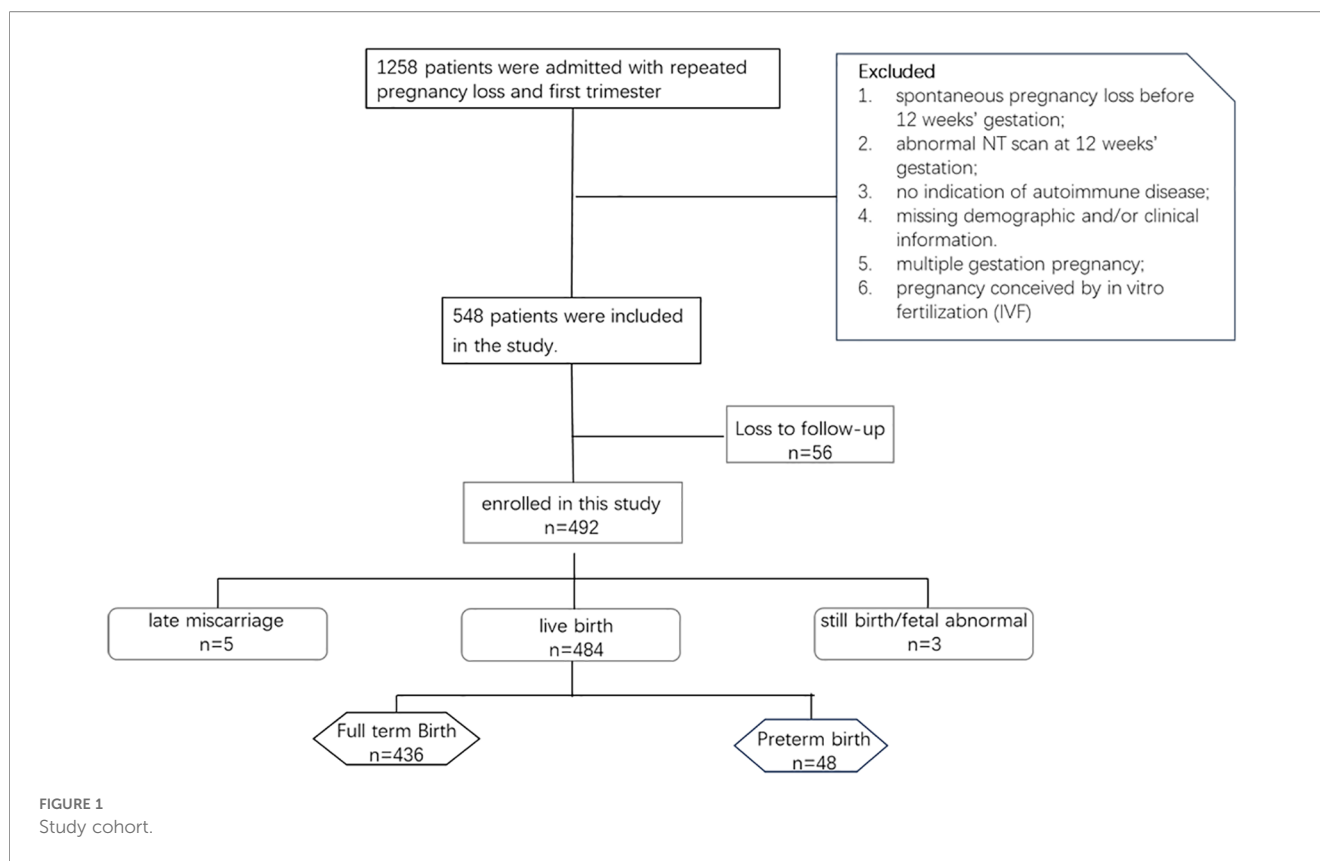 1258 patients were admitted with repeated
pregnancy loss and first trimester
Excluded
1. spontaneous pregnancy loss before
12 weeks' gestation;
2. abnormal NT scan at 12 weeks'
gestation;
3. no indication of autoimmune disease;
4. missing demographic and/or clinical
information.
5. multiple gestation pregnancy;
6. pregnancy conceived by in vitro
fertilization (IVF)
548 patients were included
in the study.
Loss to follow-up
n=56
enrolled in this study
n=492
late miscarriage
n=5
live birth
n=484
still birth/fetal abnormal
n=3
Full term Birth
n=436
Preterm birth
n=48
FIGURE 1
Study cohort.